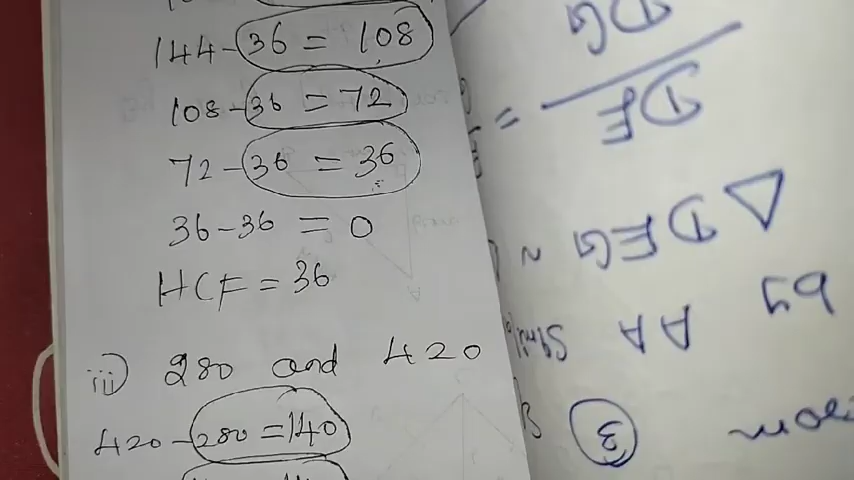 144-36 = 108
108-36 = 72
72-36 = 36
36-36 = 0
HCF = 36
iii) 280 and 420
420-280=140
DE
DG
=
△ DEG ~
by AA
3